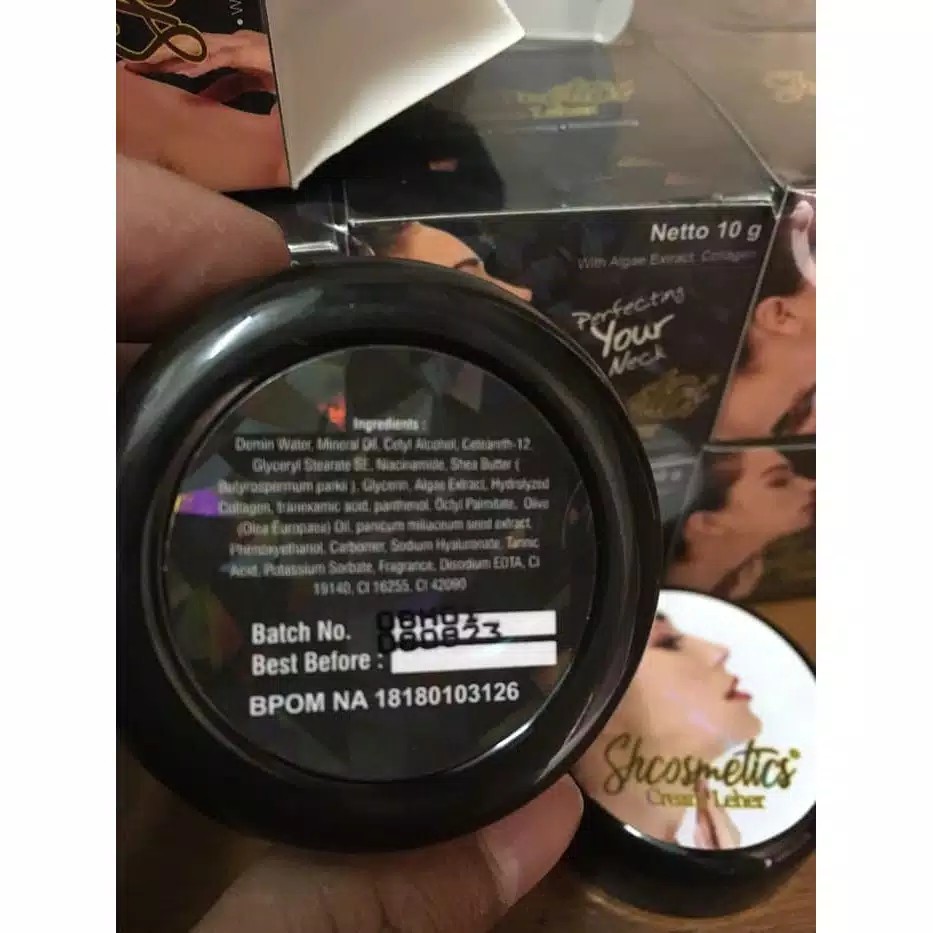 Netto 10 g
With Algae Extract, Collagen
Perfecting
Your
Neck
Ingredients :
Demin Water, Mineral Oil, Cetyl Alcohol, Ceteareth-12,
Glyceryl Stearate SE, Niacinamide, Shea Butter (
Butyrospermum parkii ), Glycerin, Algae Extract, Hydrolyzed
Collagen, tranexamic acid, panthenol, Octyl Palmitate, Olive
(Olea Europaea) Oil, panicum miliaceum seed extract,
Phenoxyethanol, Carbomer, Sodium Hyaluronate, Tannic
Acid, Potassium Sorbate, Fragrance, Disodium EDTA, CI
19140, CI 16255, CI 42090
Batch No.
080823
Best Before :
BPOM NA 18180103126
Shcosmetics
Cream Leher